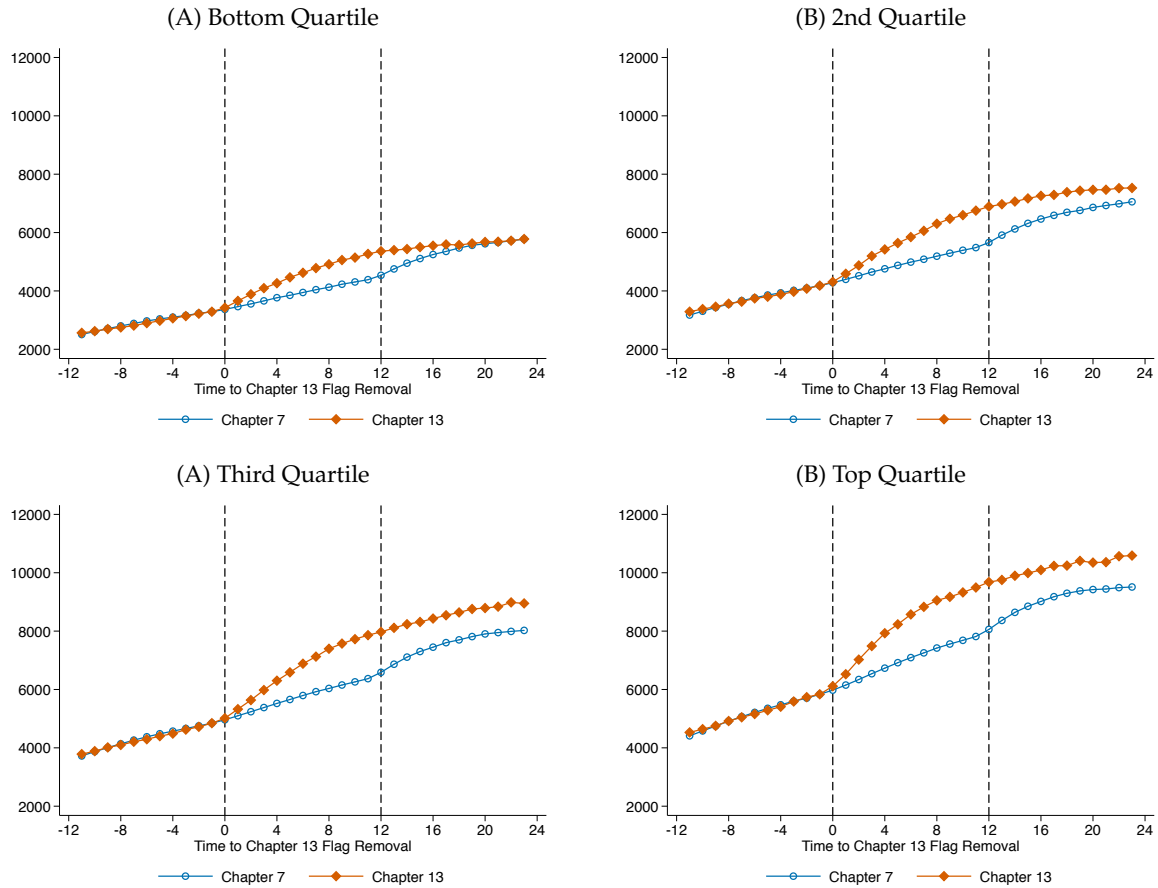 (A) Bottom Quartile
12000
10000
8000
6000
4000
2000
-12 -8 -4 0 4 8 12 16 20 24
Time to Chapter 13 Flag Removal
Chapter 7 Chapter 13
(B) 2nd Quartile
12000
10000
8000
6000
4000
2000
-12 -8 -4 0 4 8 12 16 20 24
Time to Chapter 13 Flag Removal
Chapter 7 Chapter 13
(A) Third Quartile
12000
10000
8000
6000
4000
2000
-12 -8 -4 0 4 8 12 16 20 24
Time to Chapter 13 Flag Removal
Chapter 7 Chapter 13
(B) Top Quartile
12000
10000
8000
6000
4000
2000
-12 -8 -4 0 4 8 12 16 20 24
Time to Chapter 13 Flag Removal
Chapter 7 Chapter 13